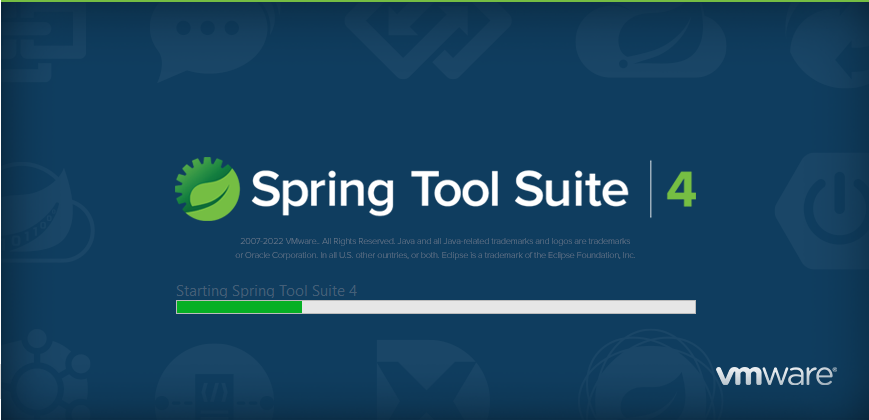 Spring Tool Suite 4
2007-2022 VMware.. All Rights Reserved. Java and all Java-related trademarks and logos are trademarks
or Oracle Corporation. In all U.S. other ountries, or both. Eclipse is a trademark of the Eclipse Foundation, Inc.
Starting Spring Tool Suite 4
vmware®